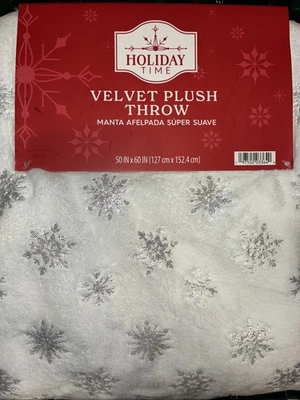 HOLIDAY
TIME
VELVET PLUSH
THROW
MANTA AFELPADA SÚPER SUAVE
50 IN x 60 IN (127 cm x 152.4 cm)